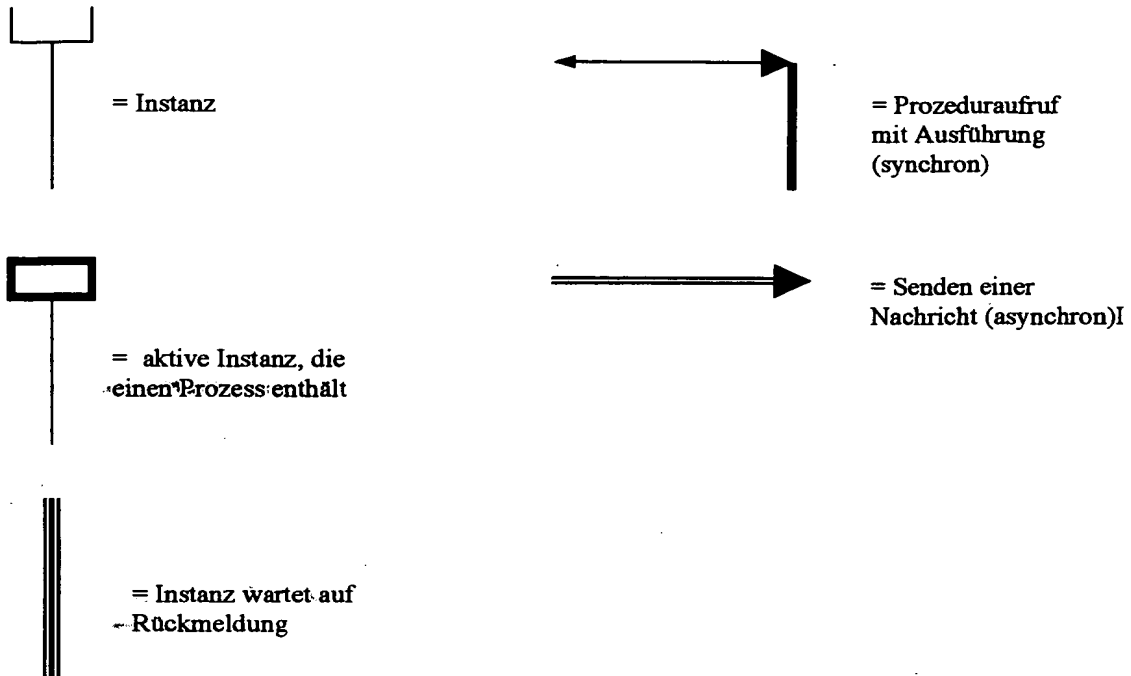 = Instanz
= Prozeduraufruf
mit Ausführung
(synchron)
= aktive Instanz, die
einen Prozess enthält
= Senden einer
Nachricht (asynchron)I
= Instanz wartet auf
Rückmeldung